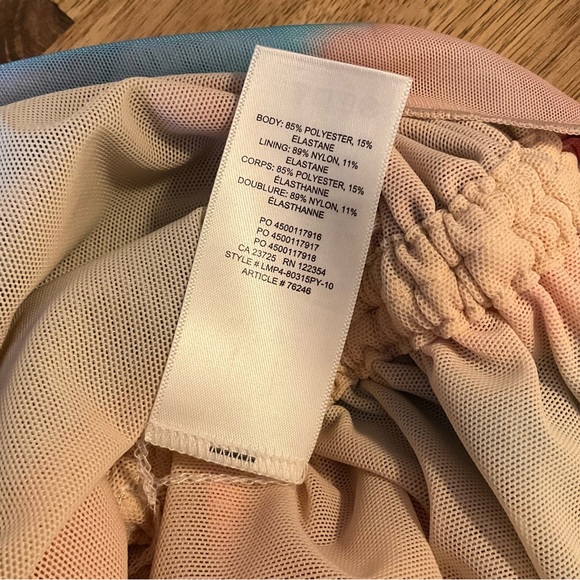 BODY: 85% POLYESTER, 15%
ELASTANE
LINING: 89% NYLON, 11%
ELASTANE
CORPS: 85% POLYESTER, 15%
ÉLASTHANNE
DOUBLURE: 89% NYLON, 11%
ÉLASTHANNE
PO 4500117916
PO 4500117917
PO 4500117918
CA 23725 RN 122354
STYLE # LMP4-80315PY-10
ARTICLE # 76246